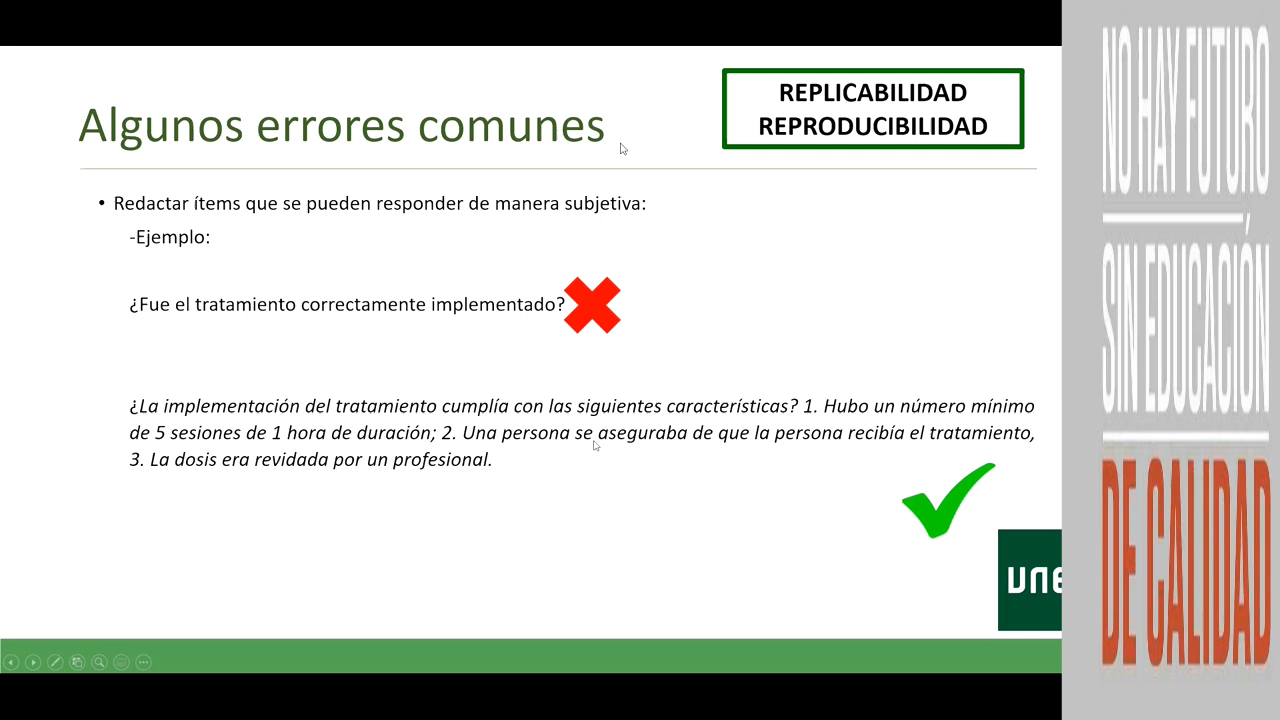 Algunos errores comunes
REPLICABILIDAD
REPRODUCIBILIDAD
• Redactar ítems que se pueden responder de manera subjetiva:
-Ejemplo:
¿Fue el tratamiento correctamente implementado?
¿La implementación del tratamiento cumplía con las siguientes características? 1. Hubo un número mínimo
de 5 sesiones de 1 hora de duración; 2. Una persona se aseguraba de que la persona recibía el tratamiento,
3. La dosis era revidada por un profesional.
UNE
NO HAY FUTURO
SIN EDUCACIÓN
DE CALIDAD